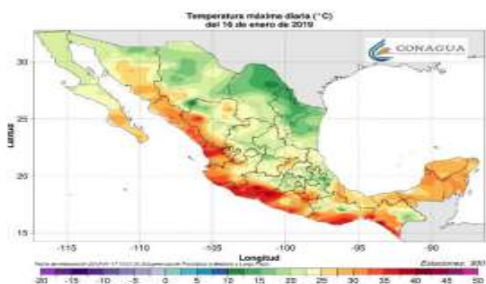 Temperatura máxima diaria (°C)
del 16 de enero de 2019
CONAGUA
30
25
20
15
Latitud
-115
-110
-105
-100
-95
-90
Longitud
Estaciones: 930
-20 -15 -10 -5 0 5 10 15 20 25 30 35 40 45 50